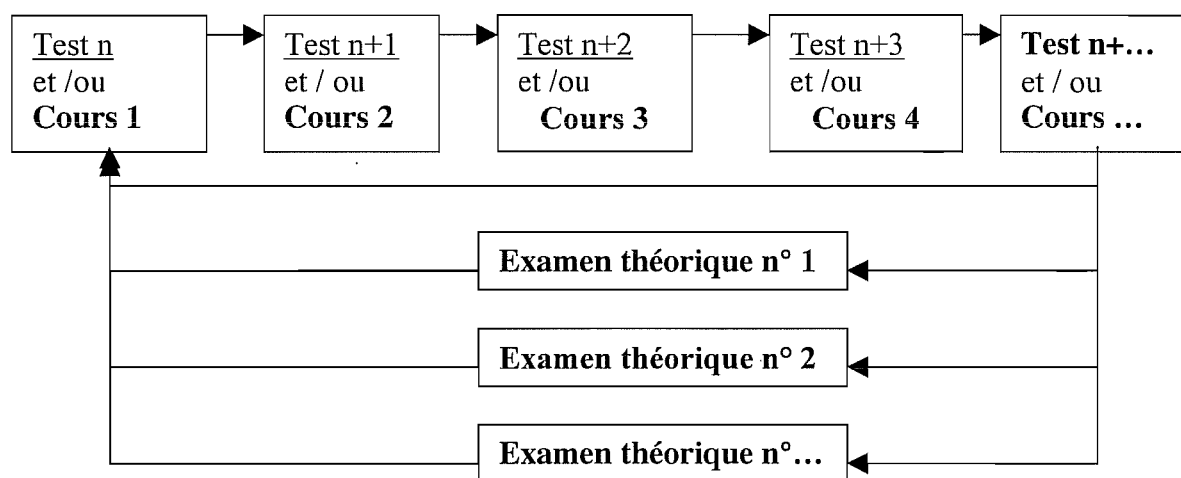 Test n
et /ou
Cours 1
Test n+1
et / ou
Cours 2
Test n+2
et /ou
Cours 3
Test n+3
et /ou
Cours 4
Test n+...
et / ou
Cours ...
Examen théorique n° 1
Examen théorique n° 2
Examen théorique n°...